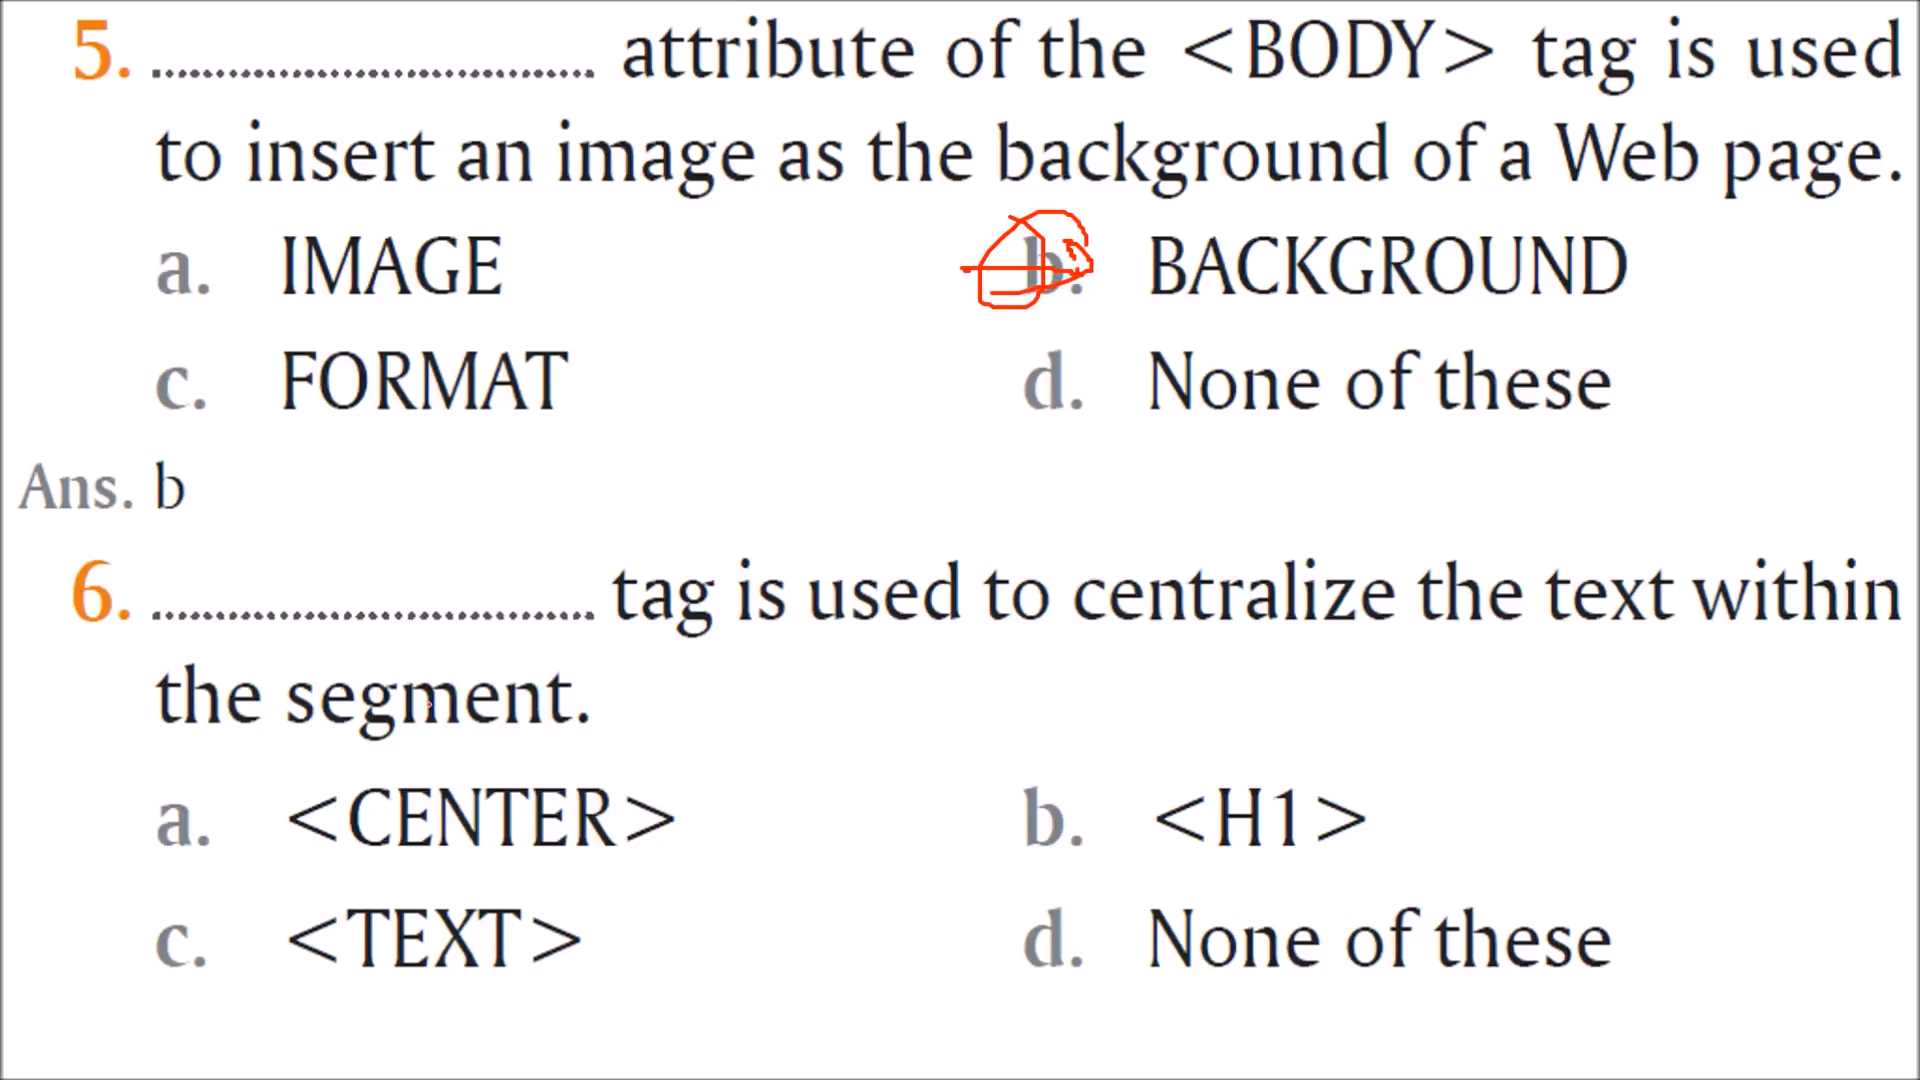 5. ........................................ attribute of the <BODY> tag is used
to insert an image as the background of a Web page.
a. IMAGE b. BACKGROUND
c. FORMAT d. None of these
Ans. b
6. ........................................ tag is used to centralize the text within
the segment.
a. <CENTER> b. <H1>
c. <TEXT> d. None of these